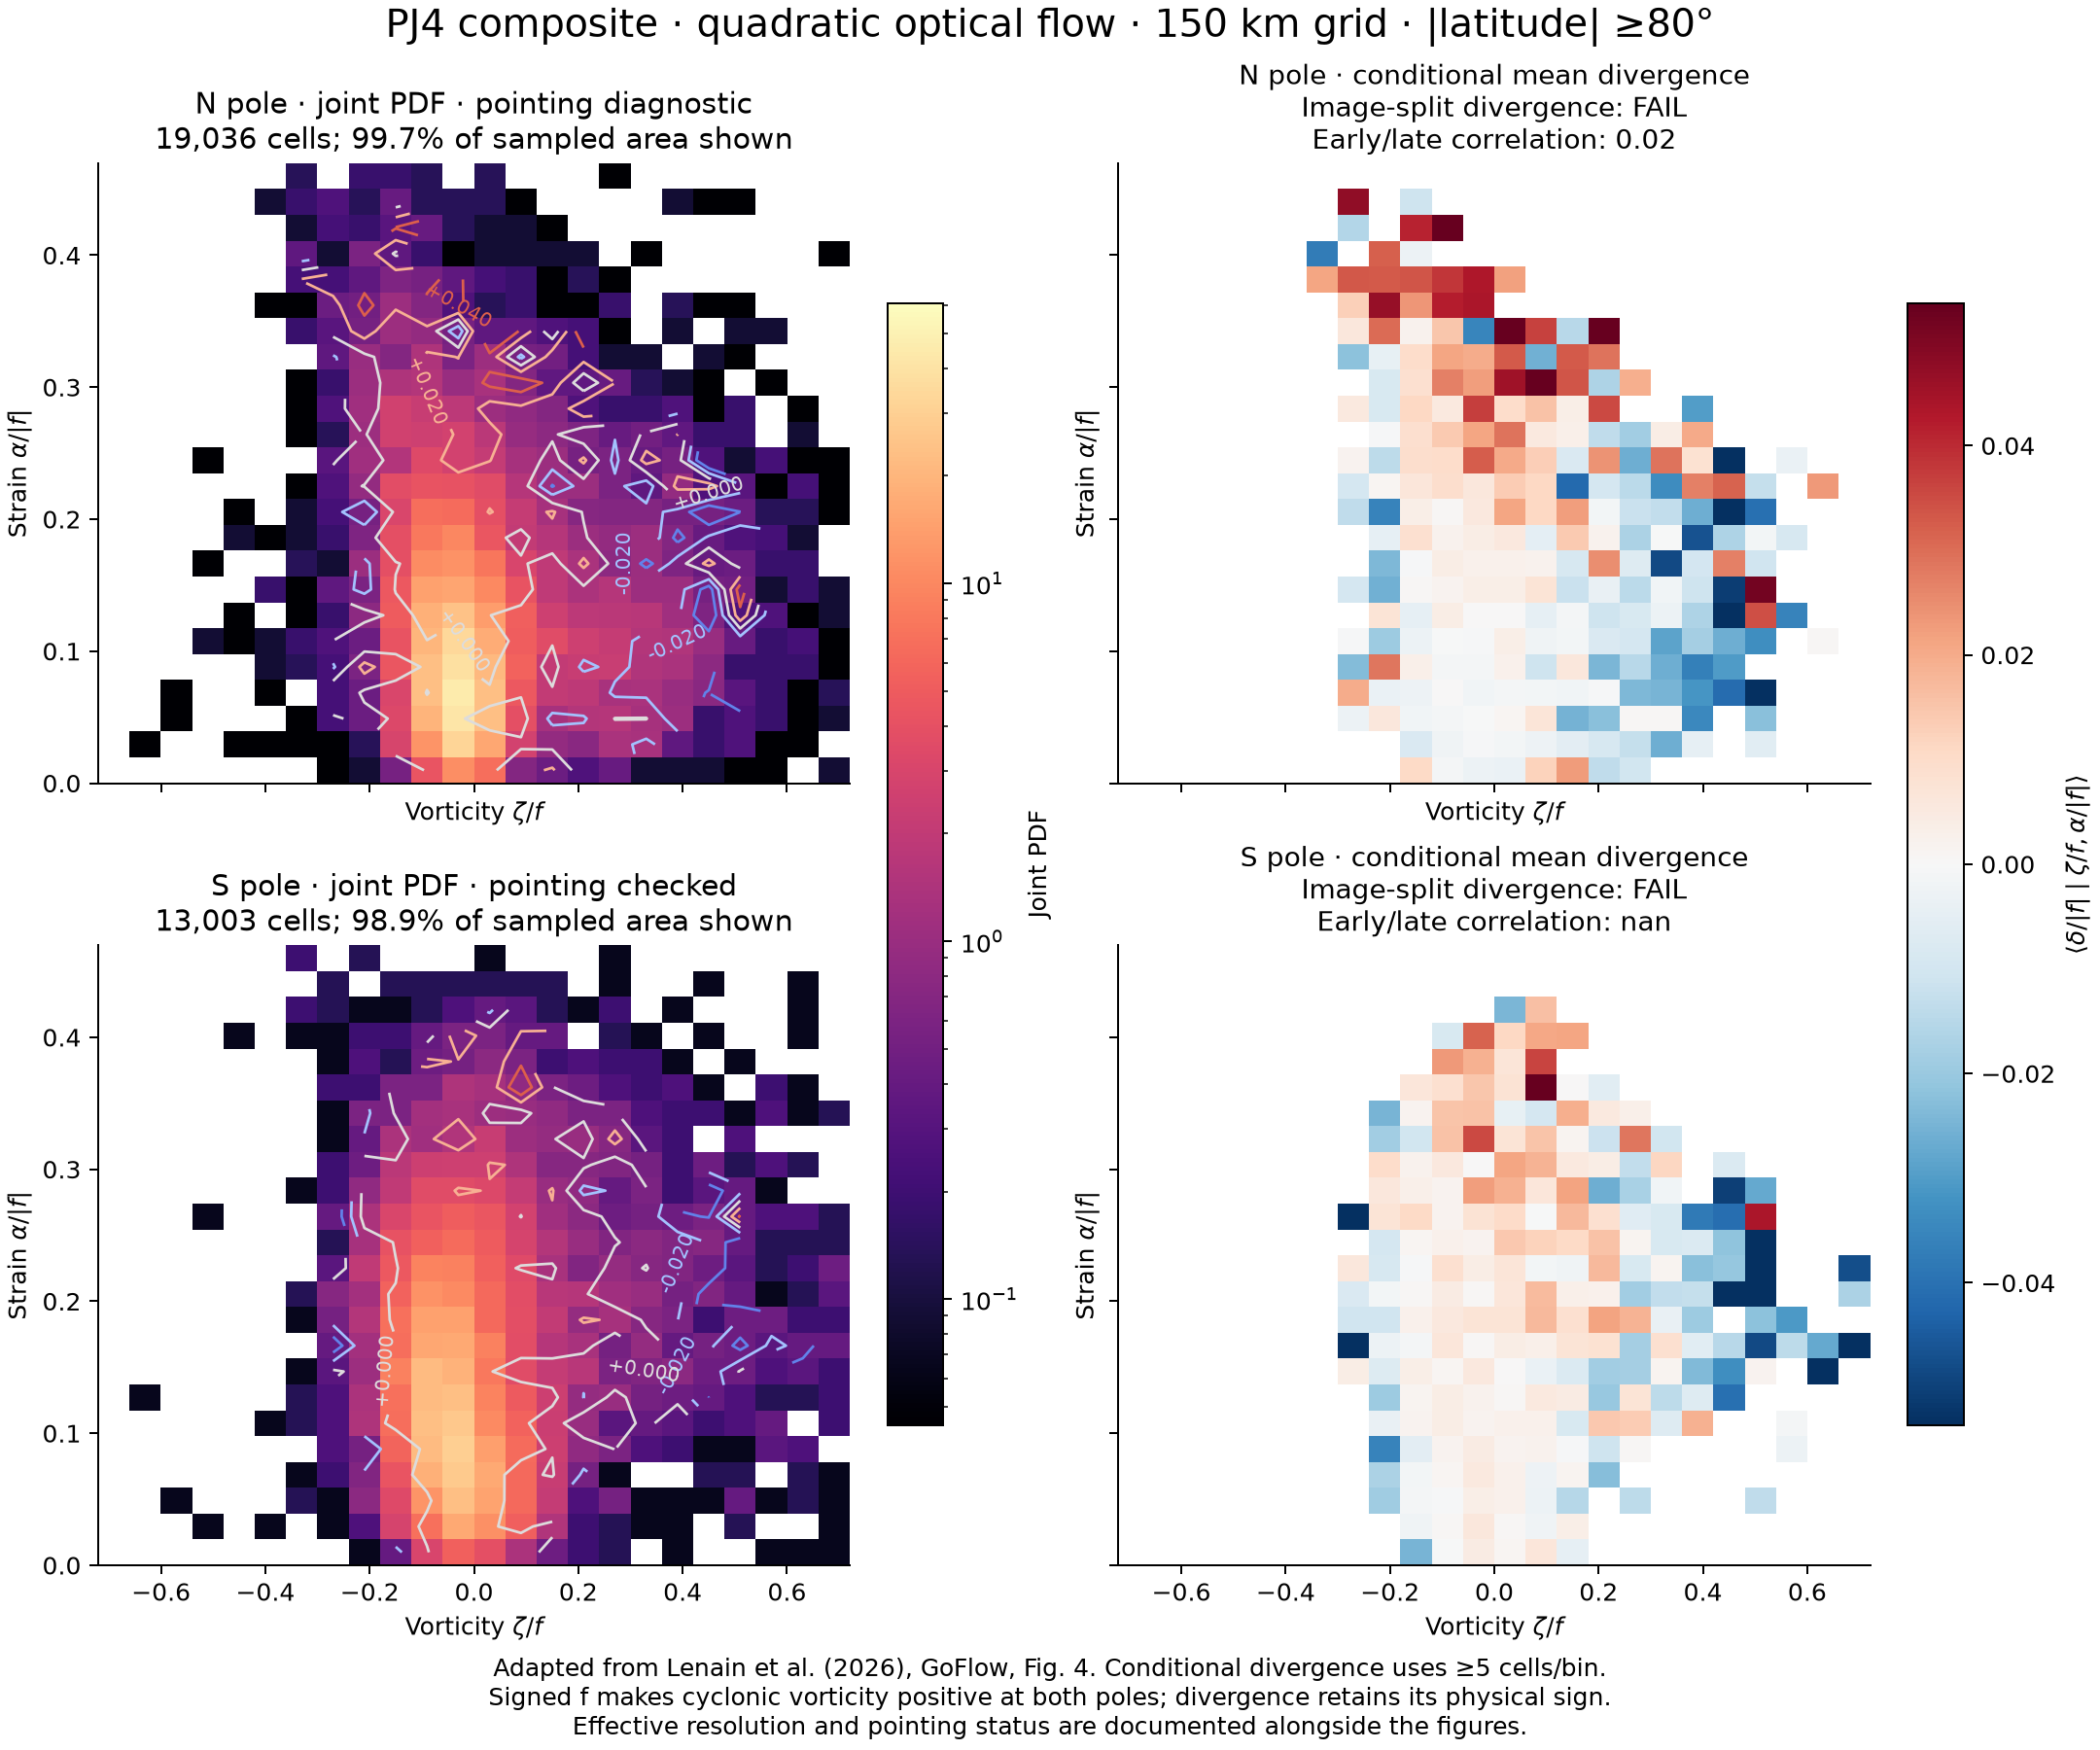 PJ4 composite · quadratic optical flow · 150 km grid · |latitude| ≥80°
N pole · joint PDF · pointing diagnostic
19,036 cells; 99.7% of sampled area shown
Strain α/|f|
0.4
0.3
0.2
0.1
0.0
+0.040
+0.020
+0.000
-0.020
+0.000
-0.020
Vorticity ζ/f
N pole · conditional mean divergence
Image-split divergence: FAIL
Early/late correlation: 0.02
Strain α/|f|
Vorticity ζ/f
S pole · joint PDF · pointing checked
13,003 cells; 98.9% of sampled area shown
Strain α/|f|
0.4
0.3
0.2
0.1
0.0
-0.020
+0.000
+0.000
-0.020
−0.6 −0.4 −0.2 0.0 0.2 0.4 0.6
Vorticity ζ/f
10¹
10⁰
10⁻¹
Joint PDF
S pole · conditional mean divergence
Image-split divergence: FAIL
Early/late correlation: nan
Strain α/|f|
−0.6 −0.4 −0.2 0.0 0.2 0.4 0.6
Vorticity ζ/f
0.04
0.02
0.00
−0.02
−0.04
⟨δ/|f| | ζ/f, α/|f|⟩
Adapted from Lenain et al. (2026), GoFlow, Fig. 4. Conditional divergence uses ≥5 cells/bin.
Signed f makes cyclonic vorticity positive at both poles; divergence retains its physical sign.
Effective resolution and pointing status are documented alongside the figures.